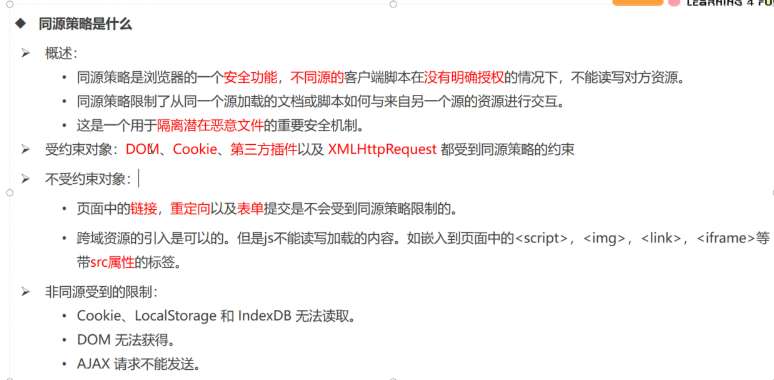 LEARNING 4 FU
◆ 同源策略是什么
➢ 概述：
• 同源策略是浏览器的一个安全功能，不同源的客户端脚本在没有明确授权的情况下，不能读写对方资源。
• 同源策略限制了从同一个源加载的文档或脚本如何与来自另一个源的资源进行交互。
• 这是一个用于隔离潜在恶意文件的重要安全机制。
➢ 受约束对象：DOM、Cookie、第三方插件以及 XMLHttpRequest 都受到同源策略的约束
➢ 不受约束对象：
• 页面中的链接，重定向以及表单提交是不会受到同源策略限制的。
• 跨域资源的引入是可以的。但是js不能读写加载的内容。如嵌入到页面中的<script>，<img>，<link>，<iframe>等
带src属性的标签。
➢ 非同源受到的限制：
• Cookie、LocalStorage 和 IndexDB 无法读取。
• DOM 无法获得。
• AJAX 请求不能发送。